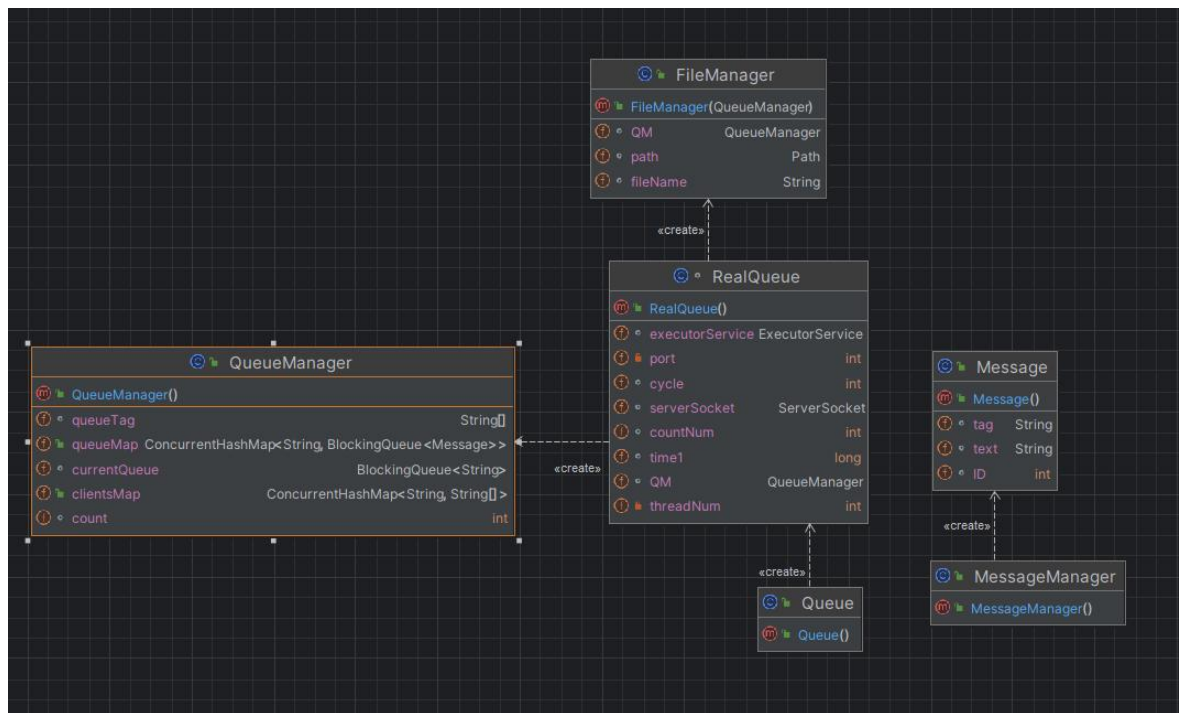 FileManager
FileManager(QueueManager)
QM QueueManager
path Path
fileName String
«create»
RealQueue
RealQueue()
executorService ExecutorService
port int
cycle int
serverSocket ServerSocket
countNum int
time1 long
QM QueueManager
threadNum int
QueueManager
QueueManager()
queueTag String[]
queueMap ConcurrentHashMap<String, BlockingQueue<Message>>
currentQueue BlockingQueue<String>
clientsMap ConcurrentHashMap<String, String[]>
count int
«create»
Message
Message()
tag String
text String
ID int
«create»
MessageManager
MessageManager()
«create»
Queue
Queue()